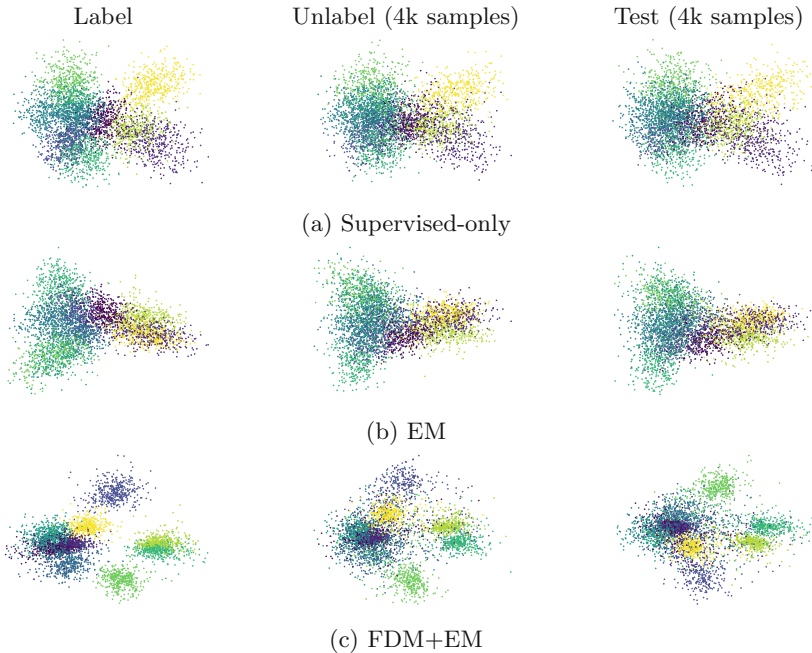 Label Unlabel (4k samples) Test (4k samples)
(a) Supervised-only
(b) EM
(c) FDM+EM